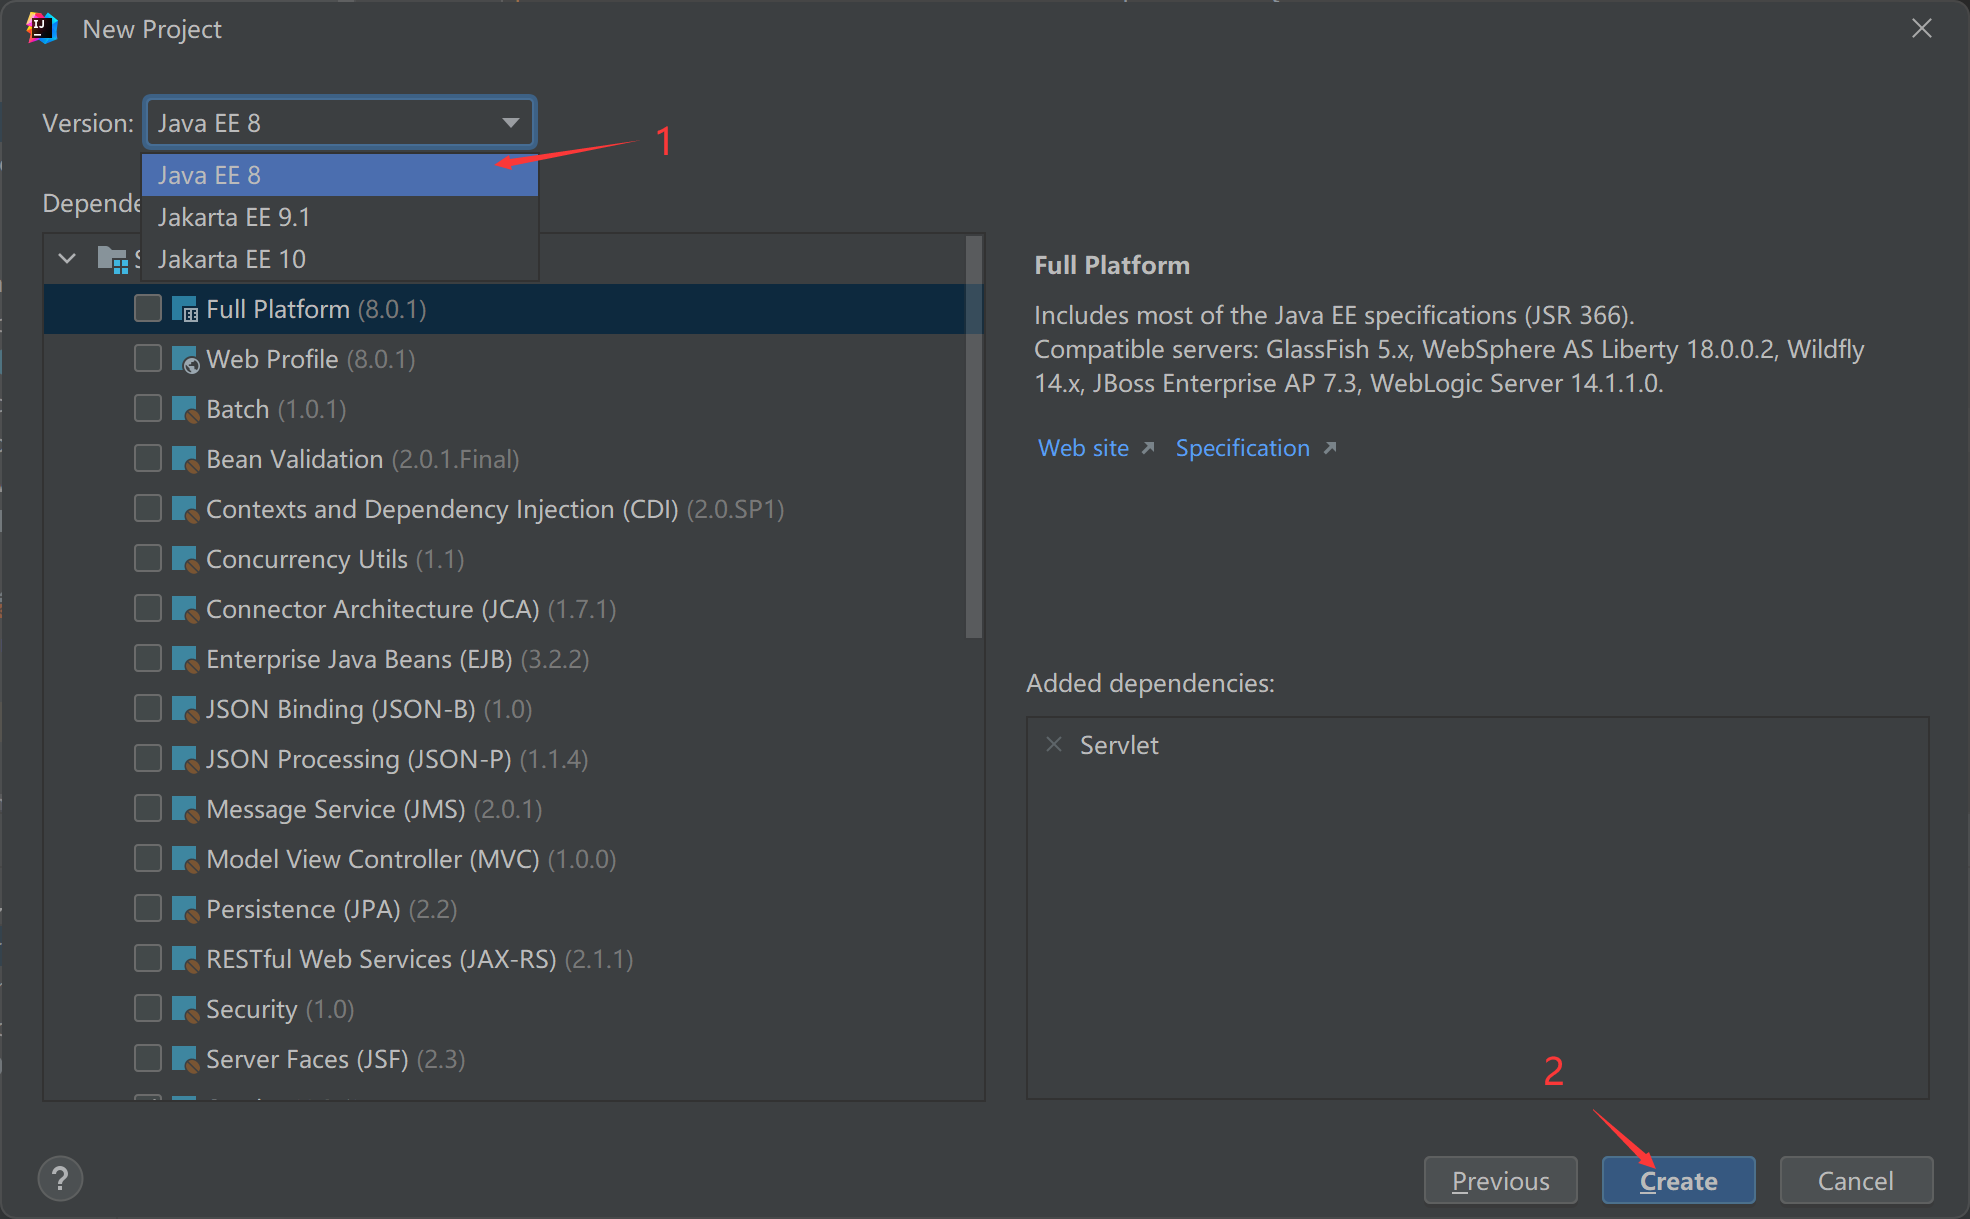 New Project
Version: Java EE 8
1
Java EE 8
Jakarta EE 9.1
Jakarta EE 10
Full Platform (8.0.1)
Web Profile (8.0.1)
Batch (1.0.1)
Bean Validation (2.0.1.Final)
Contexts and Dependency Injection (CDI) (2.0.SP1)
Concurrency Utils (1.1)
Connector Architecture (JCA) (1.7.1)
Enterprise Java Beans (EJB) (3.2.2)
JSON Binding (JSON-B) (1.0)
JSON Processing (JSON-P) (1.1.4)
Message Service (JMS) (2.0.1)
Model View Controller (MVC) (1.0.0)
Persistence (JPA) (2.2)
RESTful Web Services (JAX-RS) (2.1.1)
Security (1.0)
Server Faces (JSF) (2.3)
Full Platform
Includes most of the Java EE specifications (JSR 366).
Compatible servers: GlassFish 5.x, WebSphere AS Liberty 18.0.0.2, Wildfly
14.x, JBoss Enterprise AP 7.3, WebLogic Server 14.1.1.0.
Web site Specification
Added dependencies:
Servlet
2
?
Previous
Create
Cancel